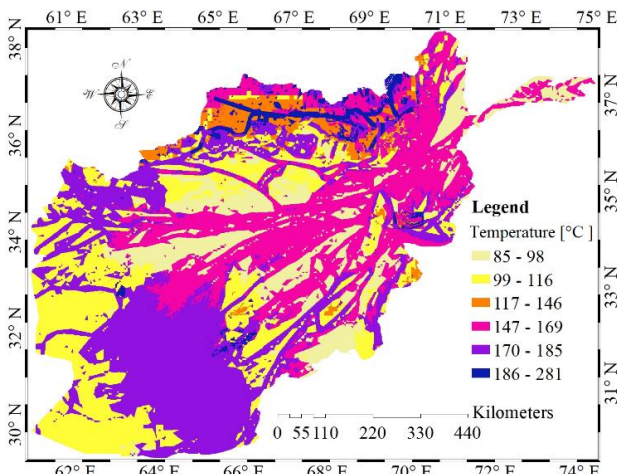 61° E 63° E 65° E 67° E 69° E 71° E 73° E 75° E
38° N
37° N
36° N
35° N
34° N
33° N
32° N
31° N
30° N
N
W E
S
Legend
Temperature [°C ]
85 - 98
99 - 116
117 - 146
147 - 169
170 - 185
186 - 281
Kilometers
0 55 110 220 330 440
62° E 64° E 66° E 68° E 70° E 72° E 74° E